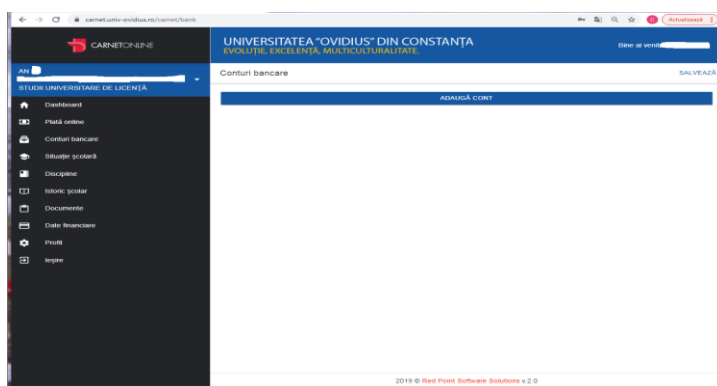 carnet.univ-ovidius.ro/carnet/bank
Actualizează
CARNETONLINE
UNIVERSITATEA "OVIDIUS" DIN CONSTANȚA
EVOLUȚIE, EXCELENȚĂ, MULTICULTURALITATE.
Bine ai venit
AN
STUDII UNIVERSITARE DE LICENȚĂ
Conturi bancare
SALVEAZĂ
ADAUGĂ CONT
Dashboard
Plată online
Conturi bancare
Situație școlară
Discipline
Istoric școlar
Documente
Date financiare
Profil
Ieșire
2019 © Red Point Software Solutions v.2.0